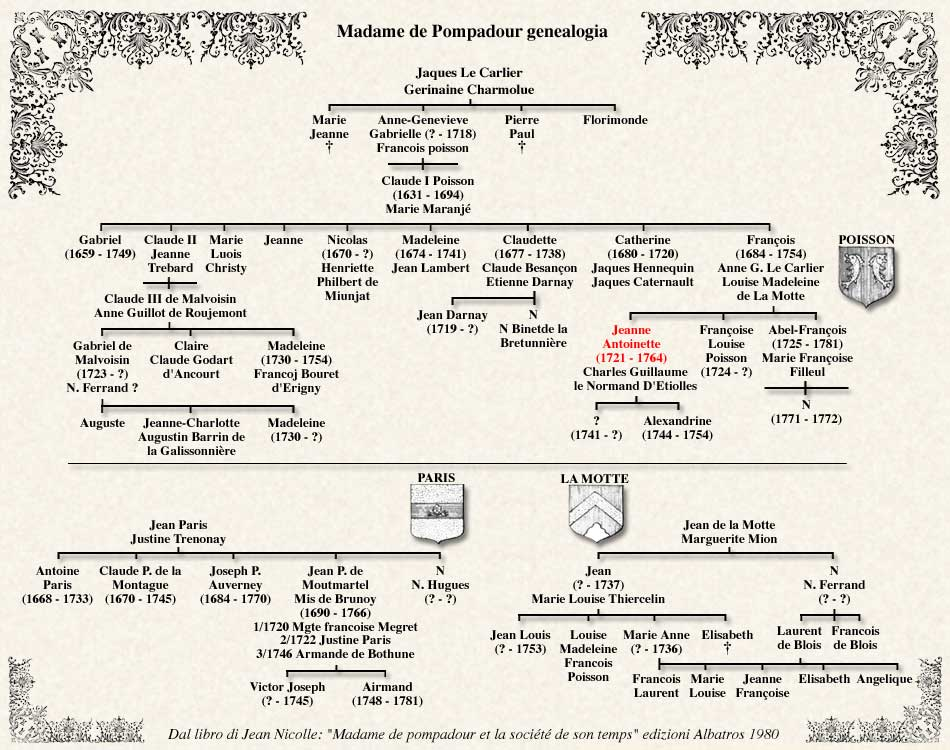 Madame de Pompadour genealogia
Jaques Le Carlier
Gerinaine Charmolue
Marie
Jeanne
†
Anne-Genevieve
Gabrielle (? - 1718)
Francois poisson
Pierre
Paul
†
Florimonde
Claude I Poisson
(1631 - 1694)
Marie Maranjé
Gabriel
(1659 - 1749)
Claude II
Jeanne
Trebard
Marie
Luois
Christy
Jeanne
Nicolas
(1670 - ?)
Henriette
Philbert de
Miunjat
Madeleine
(1674 - 1741)
Jean Lambert
Claudette
(1677 - 1738)
Claude Besançon
Etienne Darnay
Catherine
(1680 - 1720)
Jaques Hennequin
Jaques Caternault
François
(1684 - 1754)
Anne G. Le Carlier
Louise Madeleine
de La Motte
POISSON
Claude III de Malvoisin
Anne Guillot de Roujemont
Jean Darnay
(1719 - ?)
N
N Binetde la
Bretunnière
Jeanne
Antoinette
(1721 - 1764)
Charles Guillaume
le Normand D'Etiolles
Françoise
Louise
Poisson
(1724 - ?)
Abel-François
(1725 - 1781)
Marie Françoise
Filleul
Gabriel de
Malvoisin
(1723 - ?)
N. Ferrand ?
Claire
Claude Godart
d'Ancourt
Madeleine
(1730 - 1754)
Francoj Bouret
d'Erigny
?
(1741 - ?)
Alexandrine
(1744 - 1754)
N
(1771 - 1772)
Auguste
Jeanne-Charlotte
Augustin Barrin de
la Galissonnière
Madeleine
(1730 - ?)
PARIS
LA MOTTE
Jean Paris
Justine Trenonay
Jean de la Motte
Marguerite Mion
Antoine
Paris
(1668 - 1733)
Claude P. de la
Montague
(1670 - 1745)
Joseph P.
Auverney
(1684 - 1770)
Jean P. de
Moutmartel
Mis de Brunoy
(1690 - 1766)
1/1720 Mgte francoise Megret
2/1722 Justine Paris
3/1746 Armande de Bothune
N
N. Hugues
(? - ?)
Jean
(? - 1737)
Marie Louise Thiercelin
N
N. Ferrand
(? - ?)
Jean Louis
(? - 1753)
Louise
Madeleine
Francois
Poisson
Marie Anne
(? - 1736)
Elisabeth
†
Laurent
de Blois
Francois
de Blois
Victor Joseph
(? - 1745)
Airmand
(1748 - 1781)
Francois
Laurent
Marie
Louise
Jeanne
Françoise
Elisabeth
Angelique
Dal libro di Jean Nicolle: "Madame de pompadour et la société de son temps" edizioni Albatros 1980